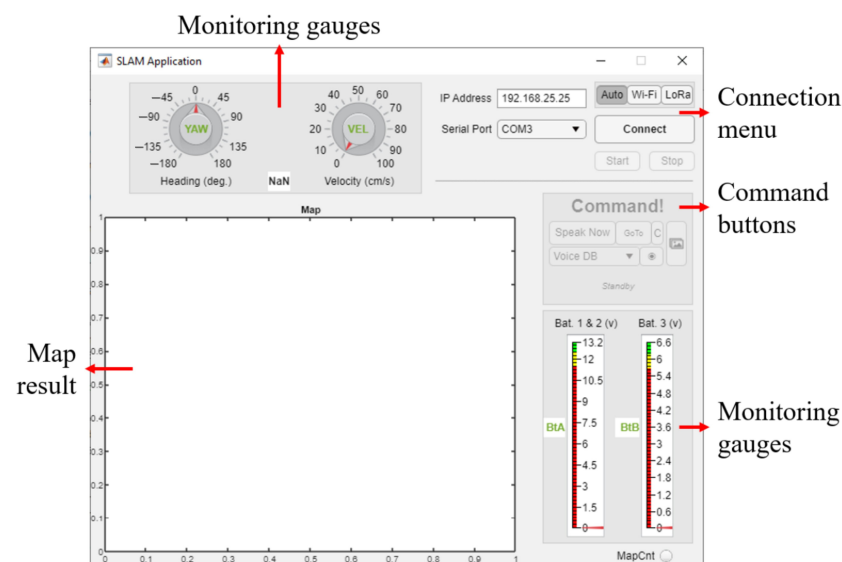 Monitoring gauges
SLAM Application
-45 0 45
-90 YAW 90
-135 135
-180 180
Heading (deg.)
NaN
40 50 60
30 70
20 VEL 80
10 90
0 100
Velocity (cm/s)
IP Address 192.168.25.25
Auto Wi-Fi LoRa
Serial Port COM3
Connect
Start Stop
Connection
menu
Command!
Speak Now GoTo C
Voice DB
Standby
Command
buttons
Map
1
0.9
0.8
0.7
0.6
0.5
0.4
0.3
0.2
0.1
0
0 0.1 0.2 0.3 0.4 0.5 0.6 0.7 0.8 0.9 1
Map
result
Bat. 1 & 2 (v) Bat. 3 (v)
13.2
12
10.5
9
7.5
6
4.5
3
1.5
0
BtA
6.6
6
5.4
4.8
4.2
3.6
3
2.4
1.8
1.2
0.6
0
BtB
Monitoring
gauges
MapCnt